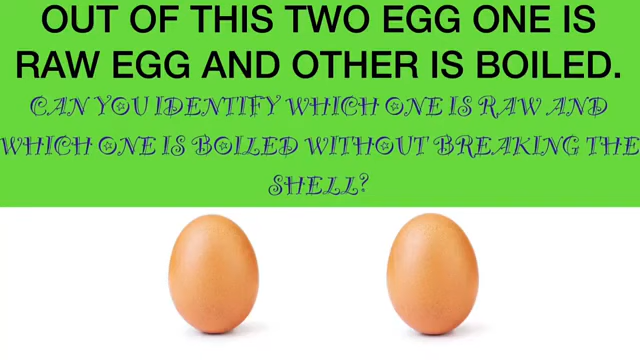 OUT OF THIS TWO EGG ONE IS
RAW EGG AND OTHER IS BOILED.
CAN YOU IDENTIFY WHICH ONE IS RAW AND
WHICH ONE IS BOILED WITHOUT BREAKING THE
SHELL?